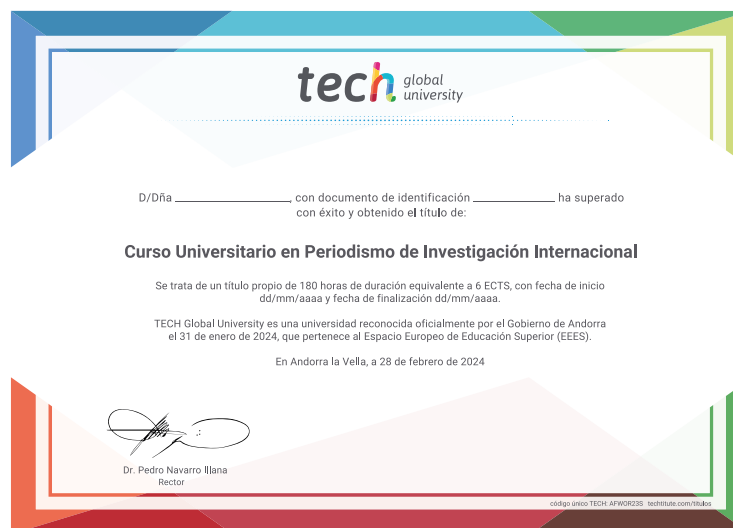 tech global
university
D/Dña ______________, con documento de identificación __________ ha superado
con éxito y obtenido el título de:
Curso Universitario en Periodismo de Investigación Internacional
Se trata de un título propio de 180 horas de duración equivalente a 6 ECTS, con fecha de inicio
dd/mm/aaaa y fecha de finalización dd/mm/aaaa.
TECH Global University es una universidad reconocida oficialmente por el Gobierno de Andorra
el 31 de enero de 2024, que pertenece al Espacio Europeo de Educación Superior (EEES).
En Andorra la Vella, a 28 de febrero de 2024
Dr. Pedro Navarro Illana
Rector
código único TECH: AFWOR23S techtitute.com/titulos